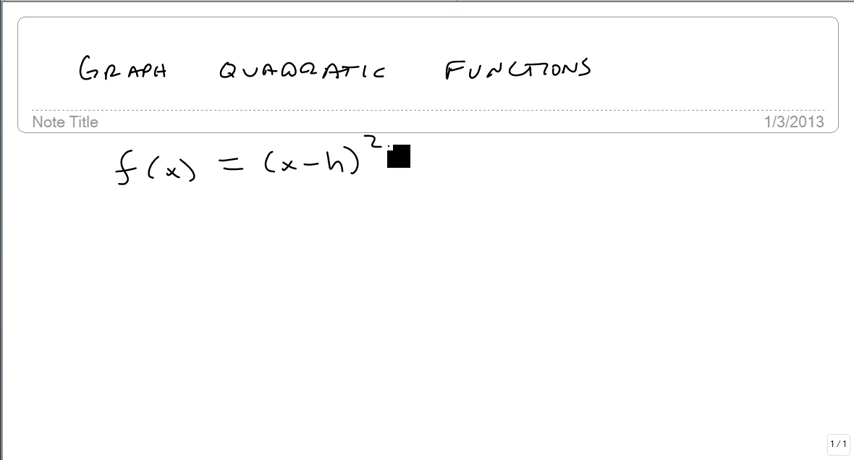 GRAPH QUADRATIC FUNCTIONS
Note Title 1/3/2013
f(x) = (x-h)²
1 / 1